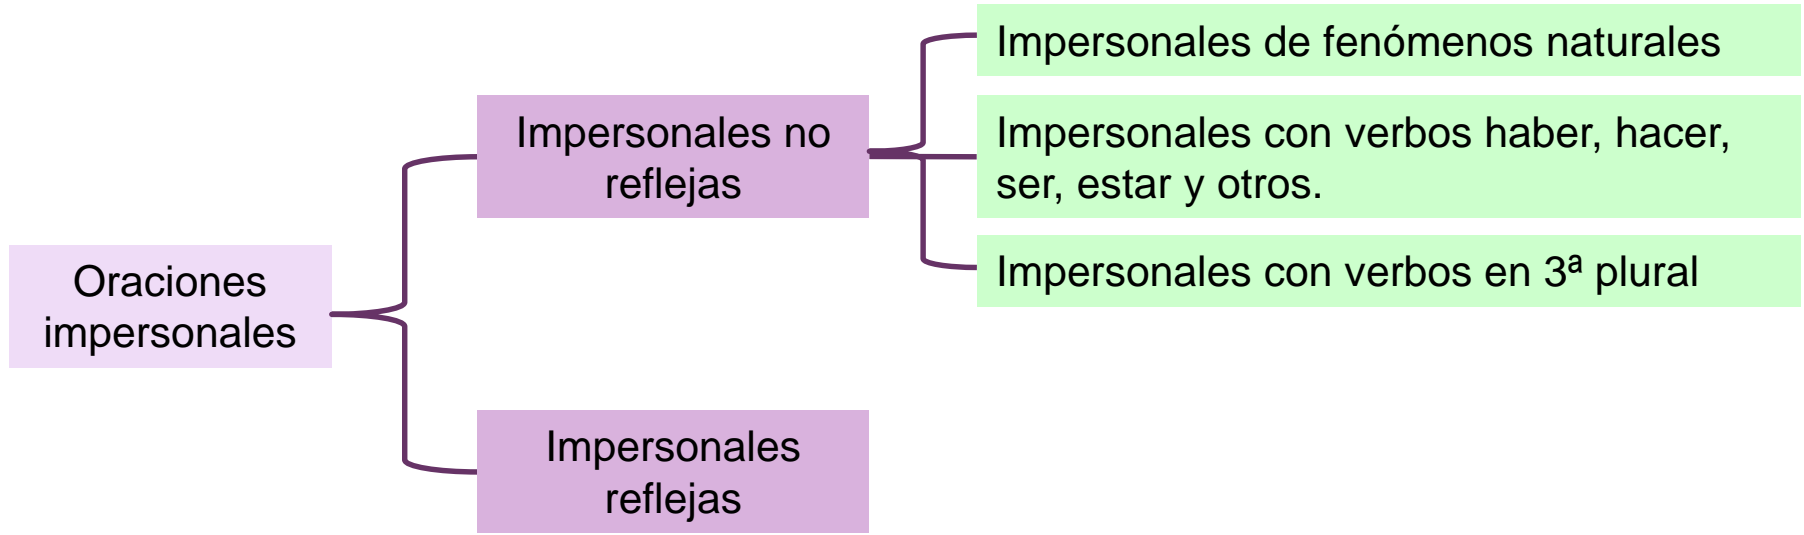 Oraciones
impersonales
Impersonales no
reflejas
Impersonales de fenómenos naturales
Impersonales con verbos haber, hacer,
ser, estar y otros.
Impersonales con verbos en 3ª plural
Impersonales
reflejas